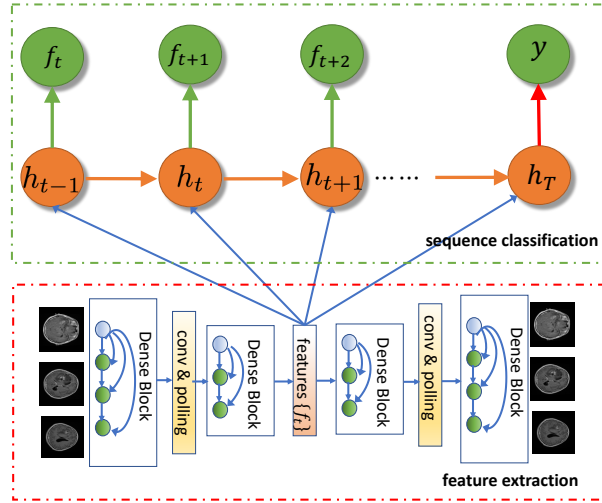 f_t
f_{t+1}
f_{t+2}
y
h_{t-1}
h_t
h_{t+1}
......
h_T
sequence classification
Dense Block
conv & polling
Dense Block
features {f_t}
Dense Block
conv & polling
Dense Block
feature extraction